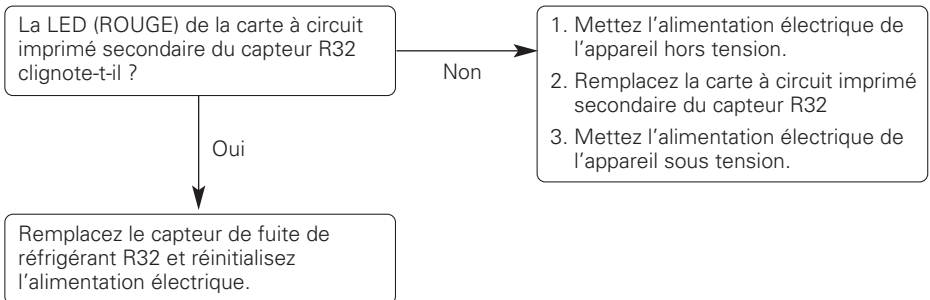 La LED (ROUGE) de la carte à circuit
imprimé secondaire du capteur R32
clignote-t-il ?
Non
1. Mettez l'alimentation électrique de
l'appareil hors tension.
2. Remplacez la carte à circuit imprimé
secondaire du capteur R32
3. Mettez l'alimentation électrique de
l'appareil sous tension.
Oui
Remplacez le capteur de fuite de
réfrigérant R32 et réinitialisez
l'alimentation électrique.